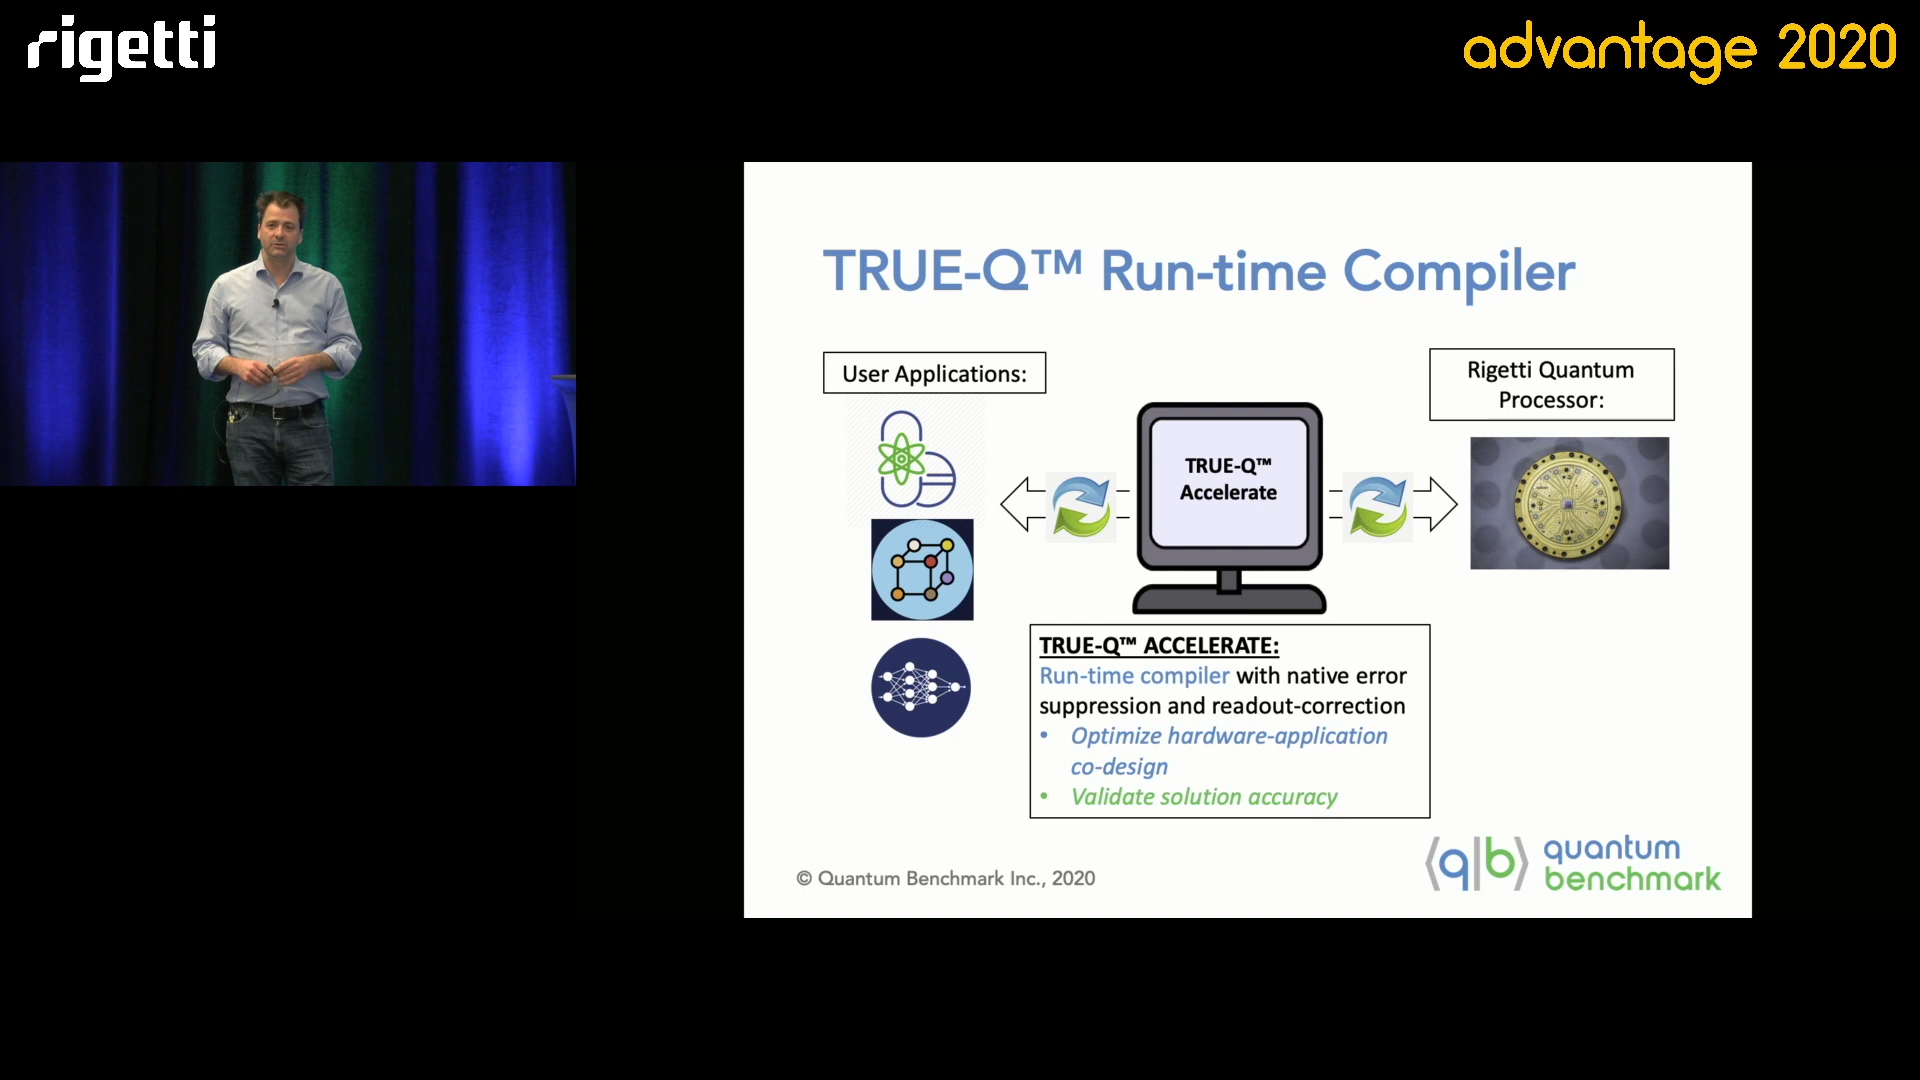 rigetti
advantage 2020
TRUE-Q™ Run-time Compiler
User Applications:
Rigetti Quantum
Processor:
TRUE-Q™
Accelerate
TRUE-Q™ ACCELERATE:
Run-time compiler with native error
suppression and readout-correction
• Optimize hardware-application
co-design
• Validate solution accuracy
© Quantum Benchmark Inc., 2020
⟨q|b⟩ quantum
benchmark